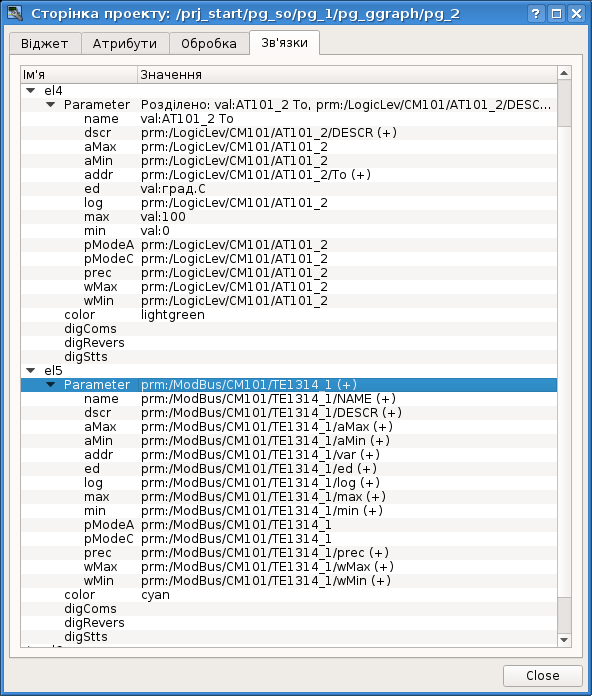 Сторінка проекту: /prj_start/pg_so/pg_1/pg_ggraph/pg_2
Віджет Атрибути Обробка Зв'язки
Ім'я Значення
el4
Parameter Розділено: val:AT101_2 To, prm:/LogicLev/CM101/AT101_2/DESC...
name val:AT101_2 To
dscr prm:/LogicLev/CM101/AT101_2/DESCR (+)
aMax prm:/LogicLev/CM101/AT101_2
aMin prm:/LogicLev/CM101/AT101_2
addr prm:/LogicLev/CM101/AT101_2/To (+)
ed val:град.С
log prm:/LogicLev/CM101/AT101_2
max val:100
min val:0
pModeA prm:/LogicLev/CM101/AT101_2
pModeC prm:/LogicLev/CM101/AT101_2
prec prm:/LogicLev/CM101/AT101_2
wMax prm:/LogicLev/CM101/AT101_2
wMin prm:/LogicLev/CM101/AT101_2
color lightgreen
digComs
digRevers
digStts
el5
Parameter prm:/ModBus/CM101/TE1314_1 (+)
name prm:/ModBus/CM101/TE1314_1/NAME (+)
dscr prm:/ModBus/CM101/TE1314_1/DESCR (+)
aMax prm:/ModBus/CM101/TE1314_1/aMax (+)
aMin prm:/ModBus/CM101/TE1314_1/aMin (+)
addr prm:/ModBus/CM101/TE1314_1/var (+)
ed prm:/ModBus/CM101/TE1314_1/ed (+)
log prm:/ModBus/CM101/TE1314_1/log (+)
max prm:/ModBus/CM101/TE1314_1/max (+)
min prm:/ModBus/CM101/TE1314_1/min (+)
pModeA prm:/ModBus/CM101/TE1314_1
pModeC prm:/ModBus/CM101/TE1314_1
prec prm:/ModBus/CM101/TE1314_1/prec (+)
wMax prm:/ModBus/CM101/TE1314_1/wMax (+)
wMin prm:/ModBus/CM101/TE1314_1/wMin (+)
color cyan
digComs
digRevers
digStts
Close